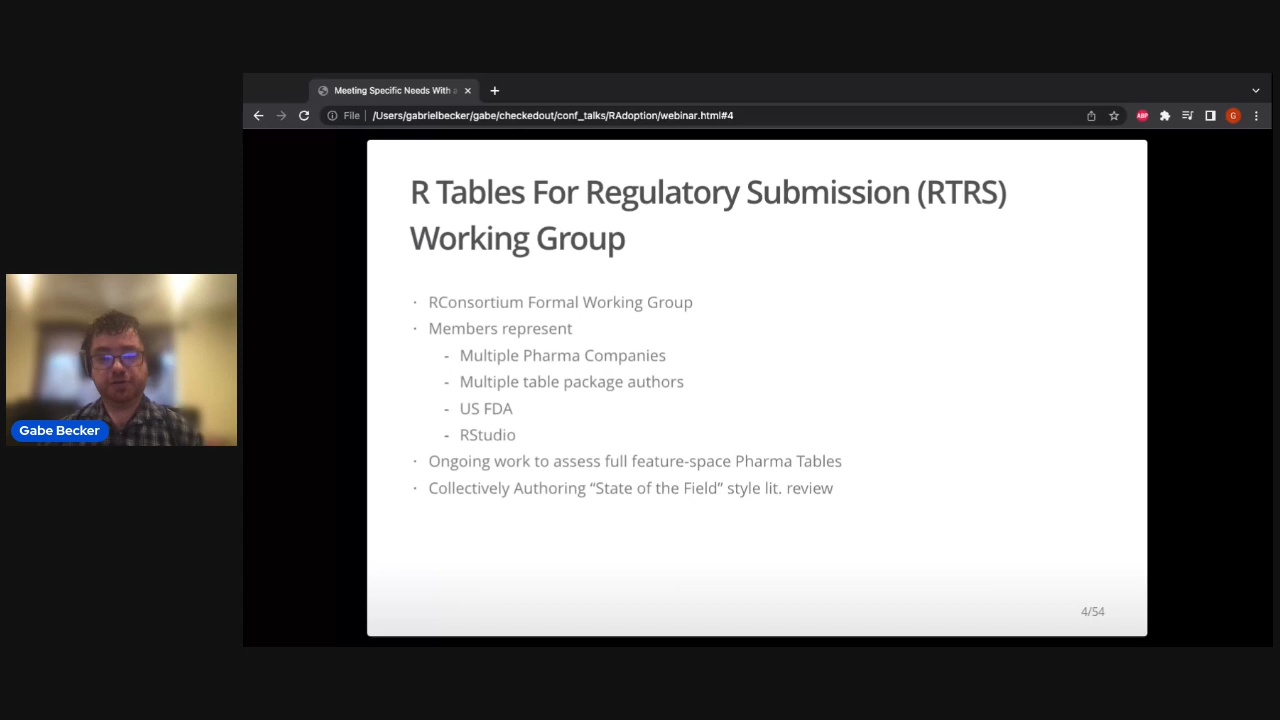 Meeting Specific Needs With a
File
/Users/gabrielbecker/gabe/checkedout/conf_talks/RAdoption/webinar.html#4
ABP
G
R Tables For Regulatory Submission (RTRS)
Working Group
· RConsortium Formal Working Group
· Members represent
- Multiple Pharma Companies
- Multiple table package authors
- US FDA
- RStudio
· Ongoing work to assess full feature-space Pharma Tables
· Collectively Authoring “State of the Field” style lit. review
4/54
Gabe Becker